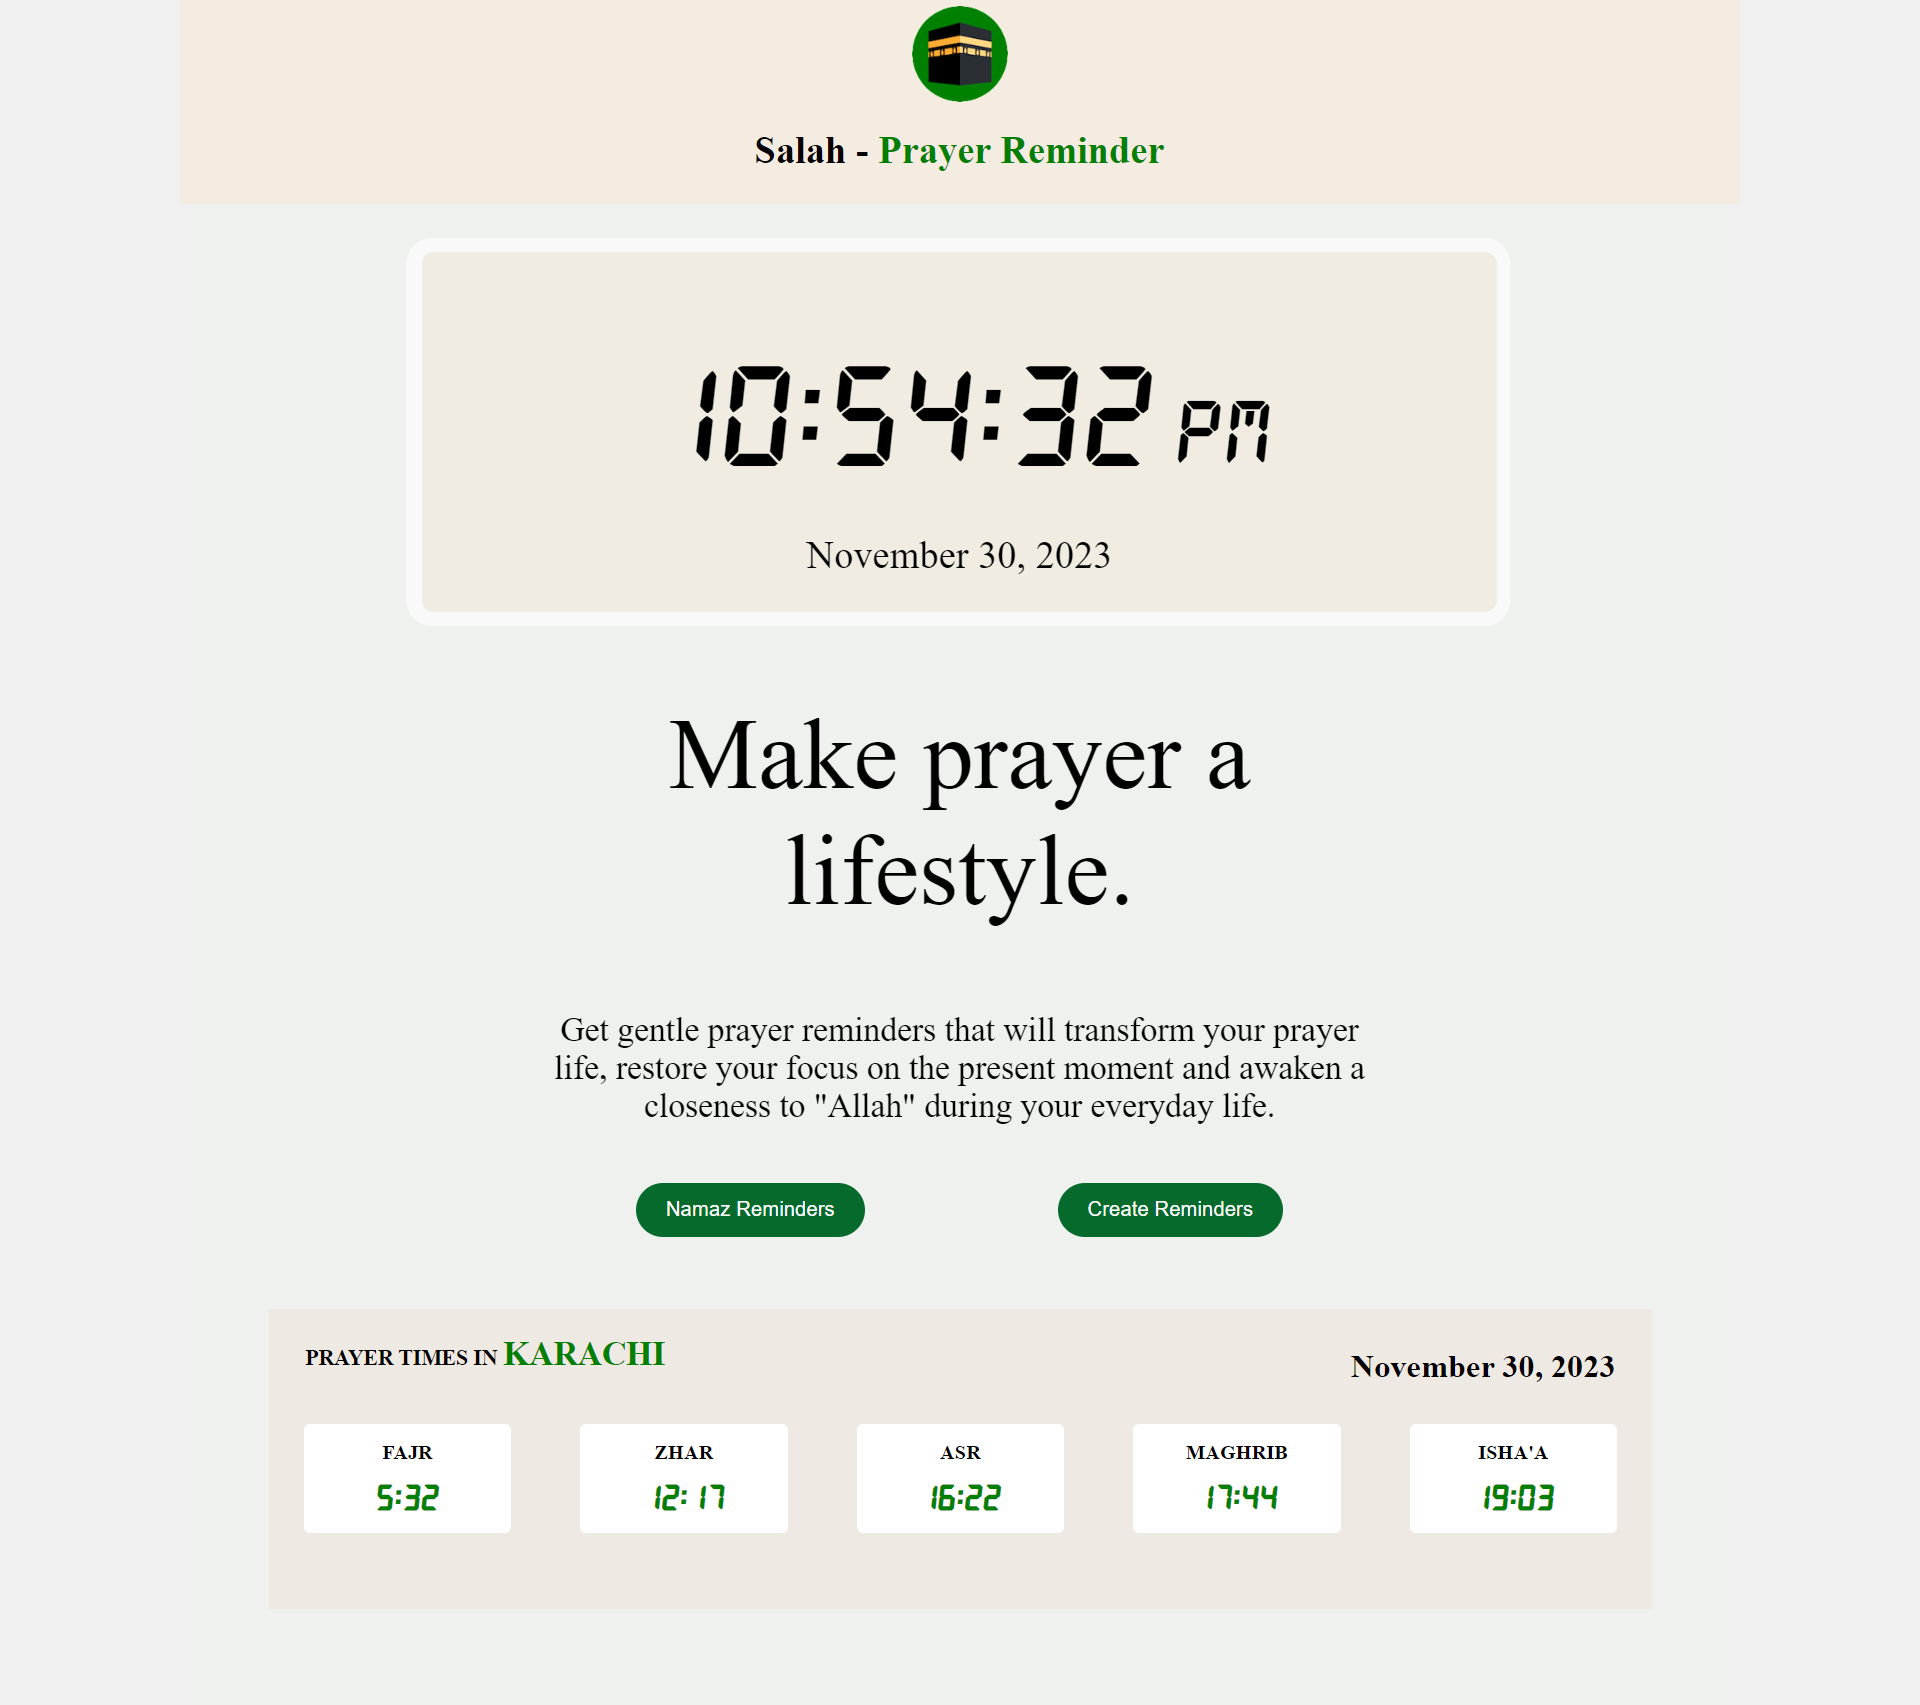 Salah - Prayer Reminder
10:54:32 PM
November 30, 2023
Make prayer a
lifestyle.
Get gentle prayer reminders that will transform your prayer
life, restore your focus on the present moment and awaken a
closeness to "Allah" during your everyday life.
Namaz Reminders
Create Reminders
PRAYER TIMES IN KARACHI
November 30, 2023
FAJR
5:32
ZHAR
12:17
ASR
16:22
MAGHRIB
17:44
ISHA'A
19:03